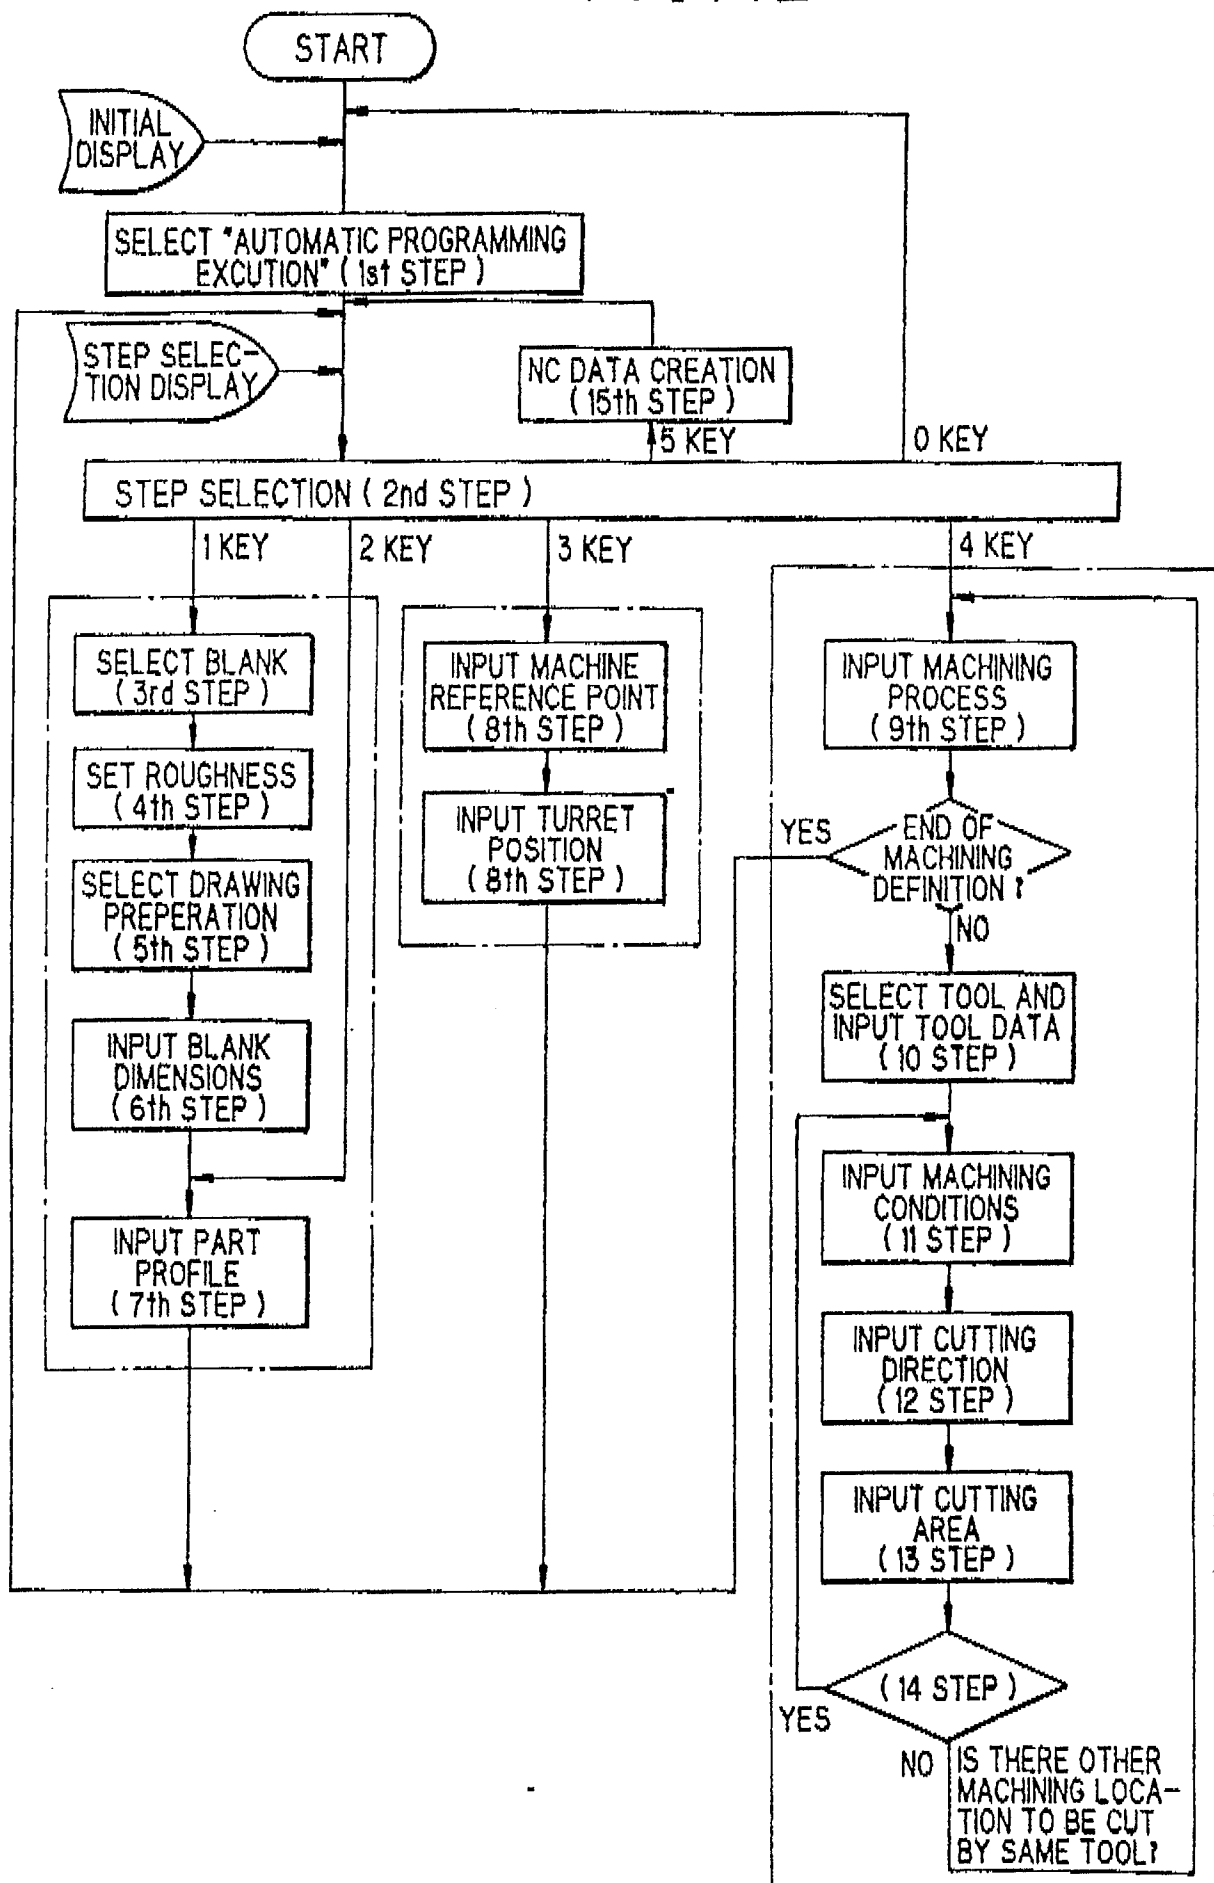 START
INITIAL
DISPLAY
SELECT "AUTOMATIC PROGRAMMING
EXCUTION" ( 1st STEP )
STEP SELEC-
TION DISPLAY
NC DATA CREATION
( 15th STEP )
5 KEY
0 KEY
STEP SELECTION ( 2nd STEP )
1 KEY
2 KEY
3 KEY
4 KEY
SELECT BLANK
( 3rd STEP )
SET ROUGHNESS
( 4th STEP )
SELECT DRAWING
PREPERATION
( 5th STEP )
INPUT BLANK
DIMENSIONS
( 6th STEP )
INPUT PART
PROFILE
( 7th STEP )
INPUT MACHINE
REFERENCE POINT
( 8th STEP )
INPUT TURRET
POSITION
( 8th STEP )
INPUT MACHINING
PROCESS
( 9th STEP )
YES
END OF
MACHINING
DEFINITION ?
NO
SELECT TOOL AND
INPUT TOOL DATA
( 10 STEP )
INPUT MACHINING
CONDITIONS
( 11 STEP )
INPUT CUTTING
DIRECTION
( 12 STEP )
INPUT CUTTING
AREA
( 13 STEP )
( 14 STEP )
YES
NO
IS THERE OTHER
MACHINING LOCA-
TION TO BE CUT
BY SAME TOOL?